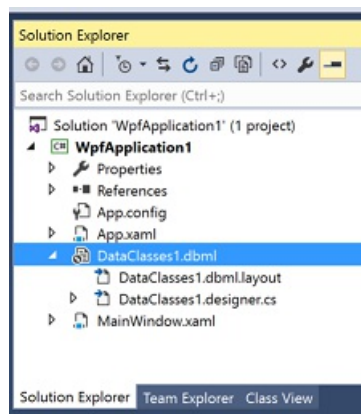 Solution Explorer
Search Solution Explorer (Ctrl+;)
Solution 'WpfApplication1' (1 project)
C# WpfApplication1
Properties
References
App.config
App.xaml
DataClasses1.dbml
DataClasses1.dbml.layout
DataClasses1.designer.cs
MainWindow.xaml
Solution Explorer Team Explorer Class View